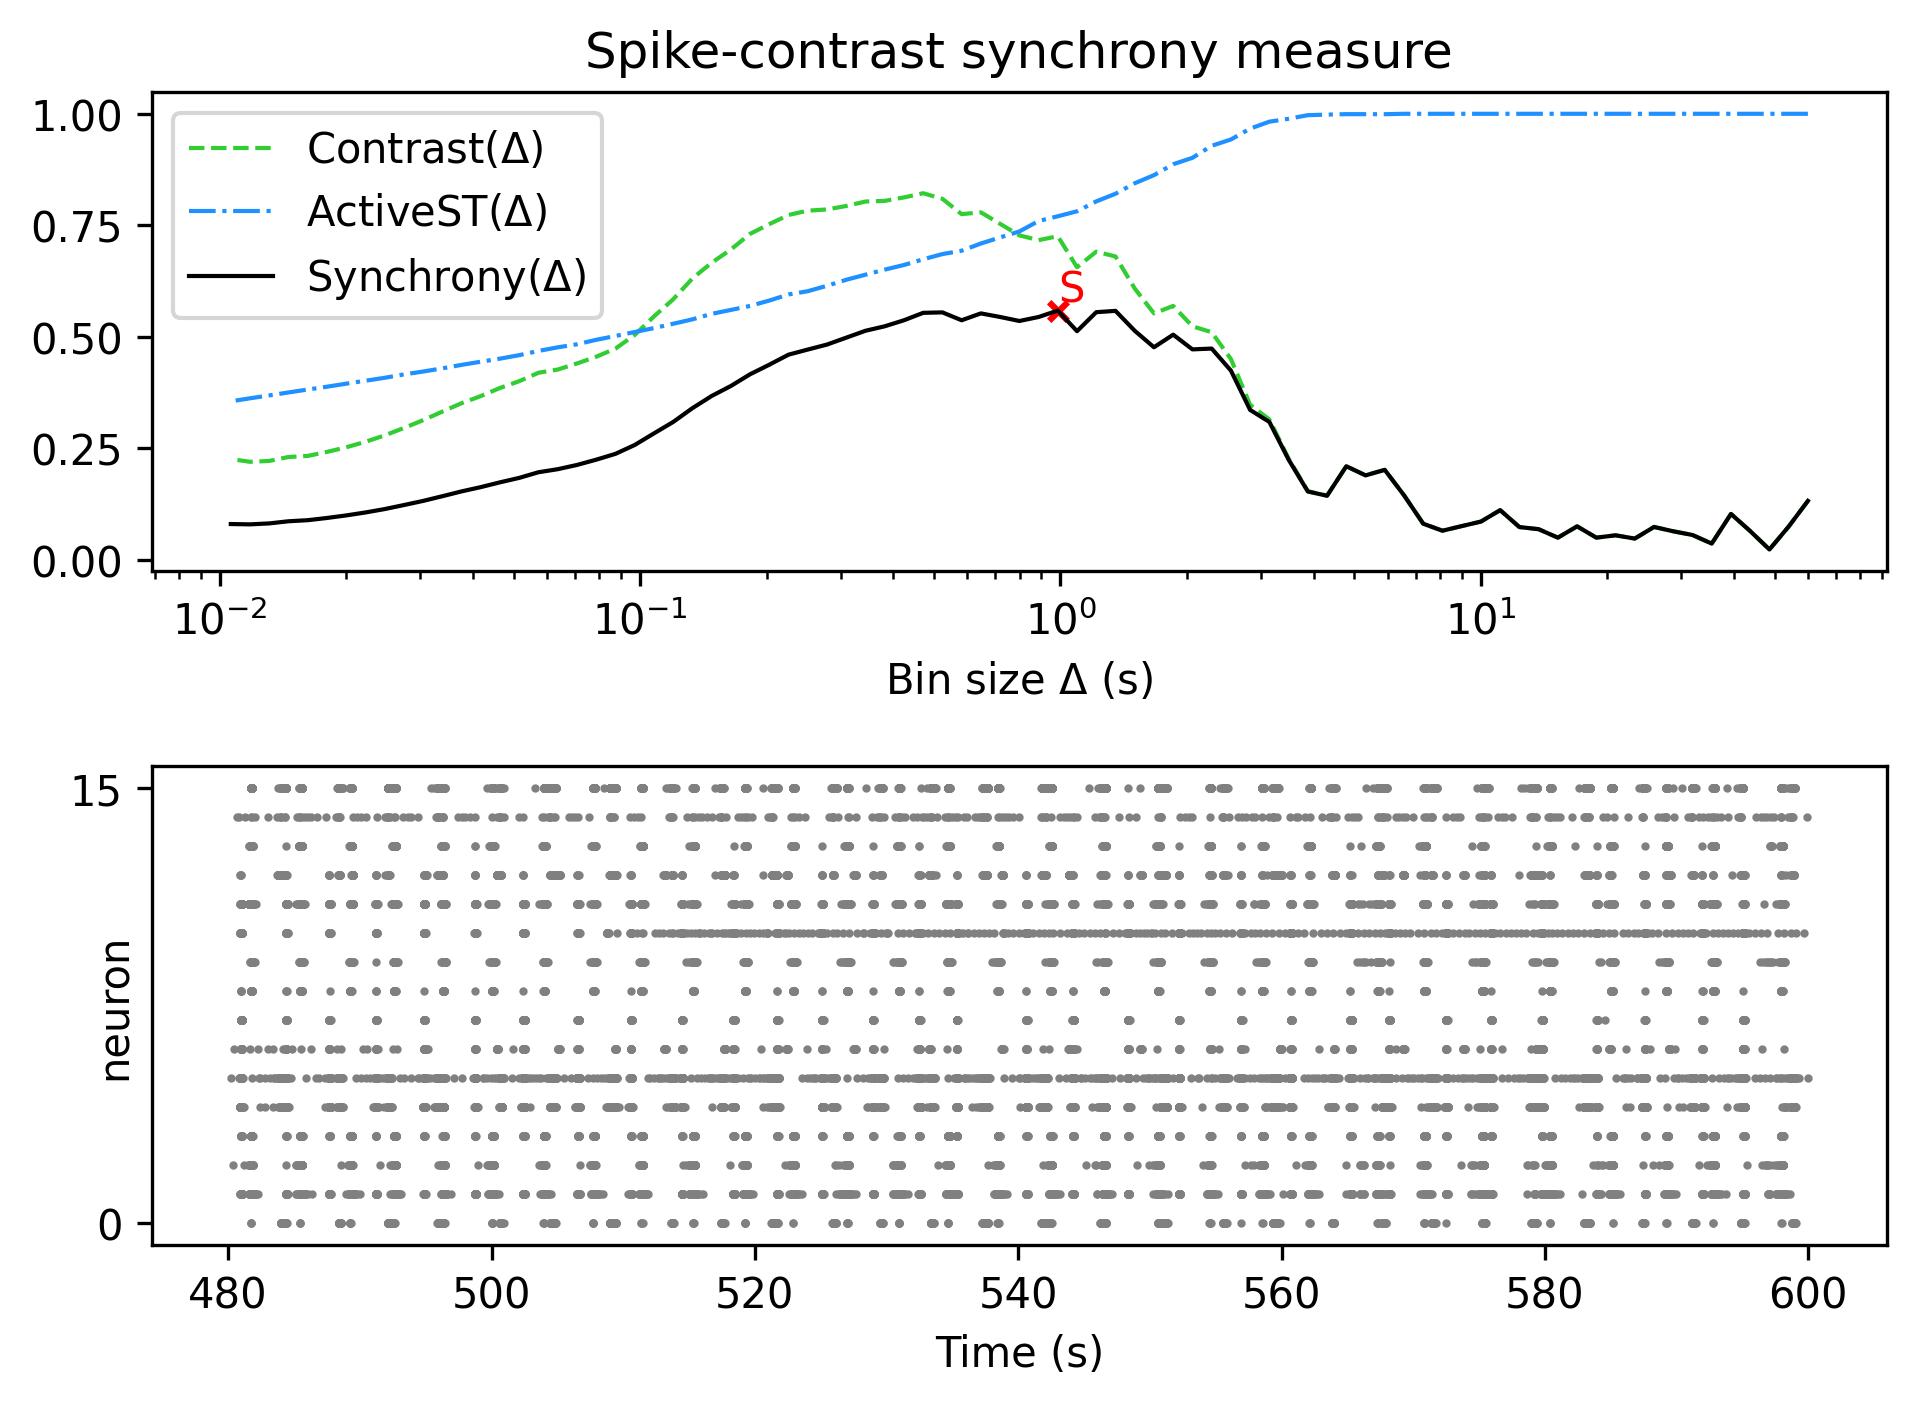 Spike-contrast synchrony measure
1.00
0.75
0.50
0.25
0.00
Contrast(Δ)
ActiveST(Δ)
Synchrony(Δ)
S
10⁻² 10⁻¹ 10⁰ 10¹
Bin size Δ (s)
15
0
neuron
480 500 520 540 560 580 600
Time (s)